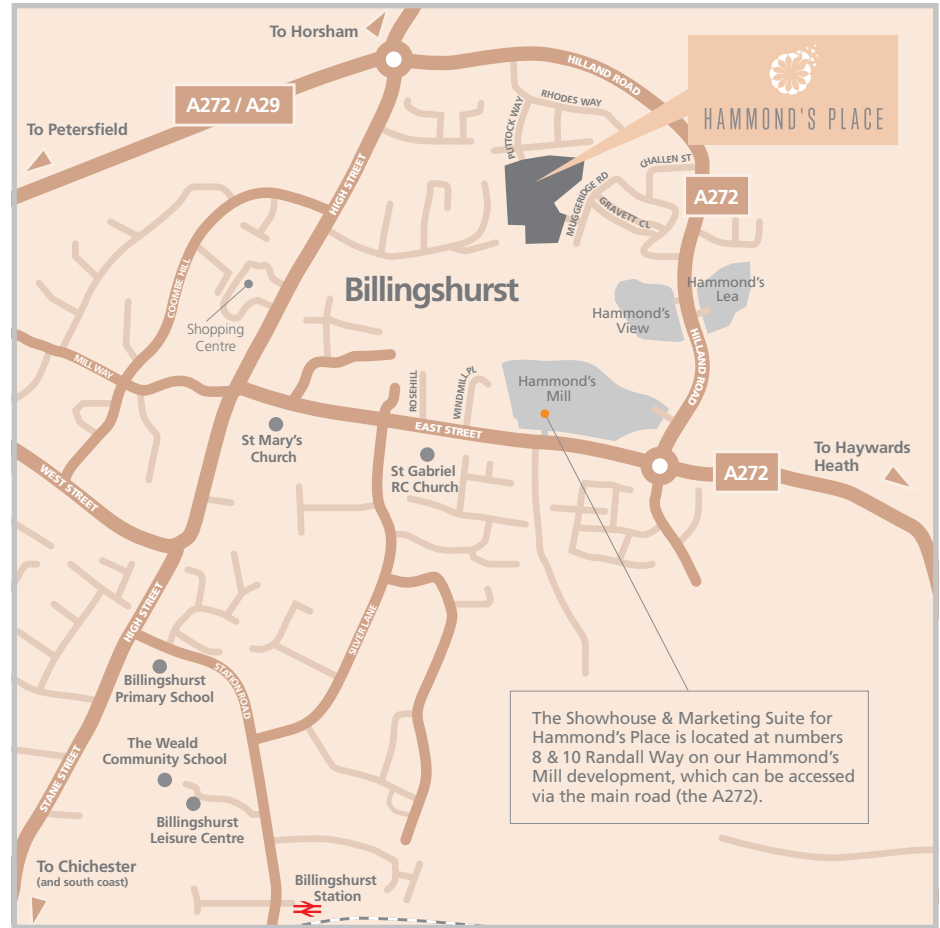 To Horsham
A272 / A29
To Petersfield
HILLAND ROAD
HAMMOND'S PLACE
RHODES WAY
PUTTOCK WAY
CHALLEN ST
MUGGERIDGE RD
GRAVETT CL
A272
HIGH STREET
COOMBE HILL
Billingshurst
Hammond's
Lea
Hammond's
View
Shopping
Centre
HILLAND ROAD
MILL WAY
ROSEHILL
WINDMILL PL
Hammond's
Mill
EAST STREET
St Mary's
Church
St Gabriel
RC Church
To Haywards
Heath
A272
WEST STREET
HIGH STREET
SILVER LANE
STATION ROAD
Billingshurst
Primary School
The Weald
Community School
Billingshurst
Leisure Centre
STANE STREET
The Showhouse & Marketing Suite for
Hammond's Place is located at numbers
8 & 10 Randall Way on our Hammond's
Mill development, which can be accessed
via the main road (the A272).
To Chichester
(and south coast)
Billingshurst
Station